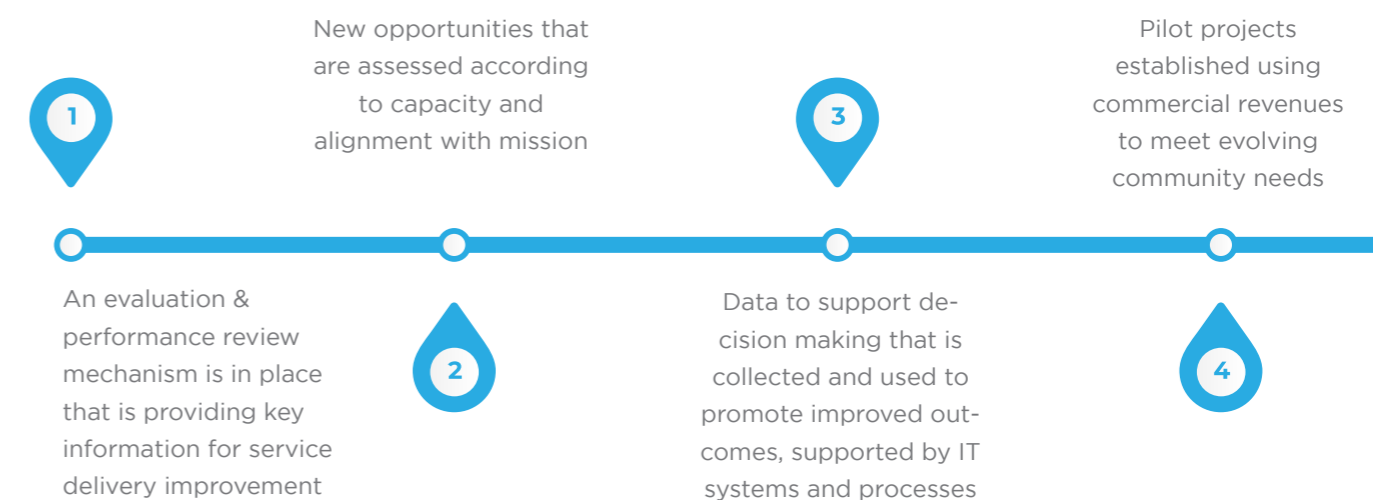 1
An evaluation &
performance review
mechanism is in place
that is providing key
information for service
delivery improvement
New opportunities that
are assessed according
to capacity and
alignment with mission
2
3
Data to support de-
cision making that is
collected and used to
promote improved out-
comes, supported by IT
systems and processes
Pilot projects
established using
commercial revenues
to meet evolving
community needs
4